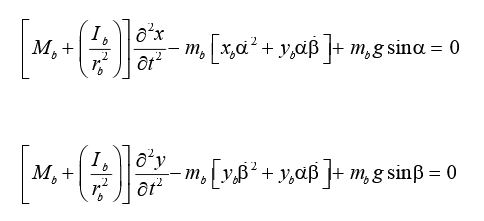 [M_b + (I_b / r_b^2)] ∂²x/∂t² − m_b [x_b α̇² + y_b α̇β̇] + m_b g sinα = 0
[M_b + (I_b / r_b^2)] ∂²y/∂t² − m_b [y_b β̇² + y_b α̇β̇] + m_b g sinβ = 0